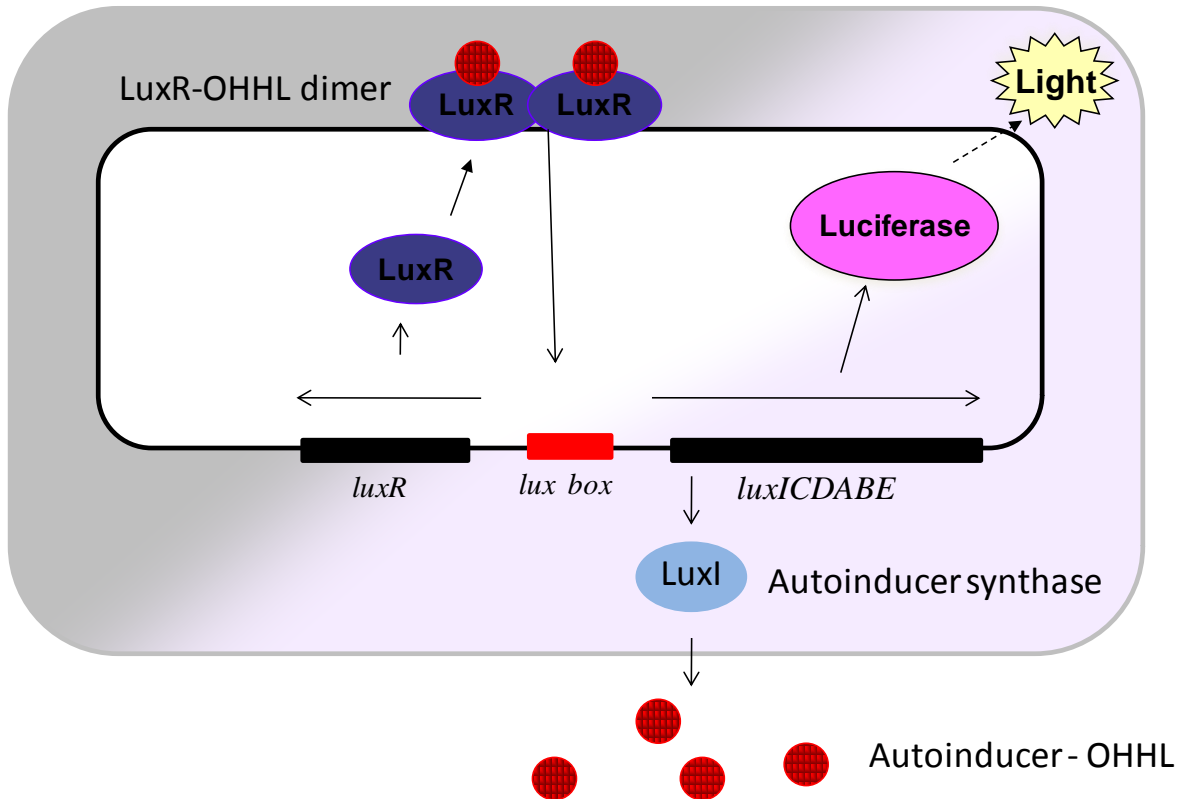 LuxR-OHHL dimer
LuxR
LuxR
Light
LuxR
Luciferase
luxR
lux box
luxICDABE
LuxI
Autoinducer synthase
Autoinducer - OHHL